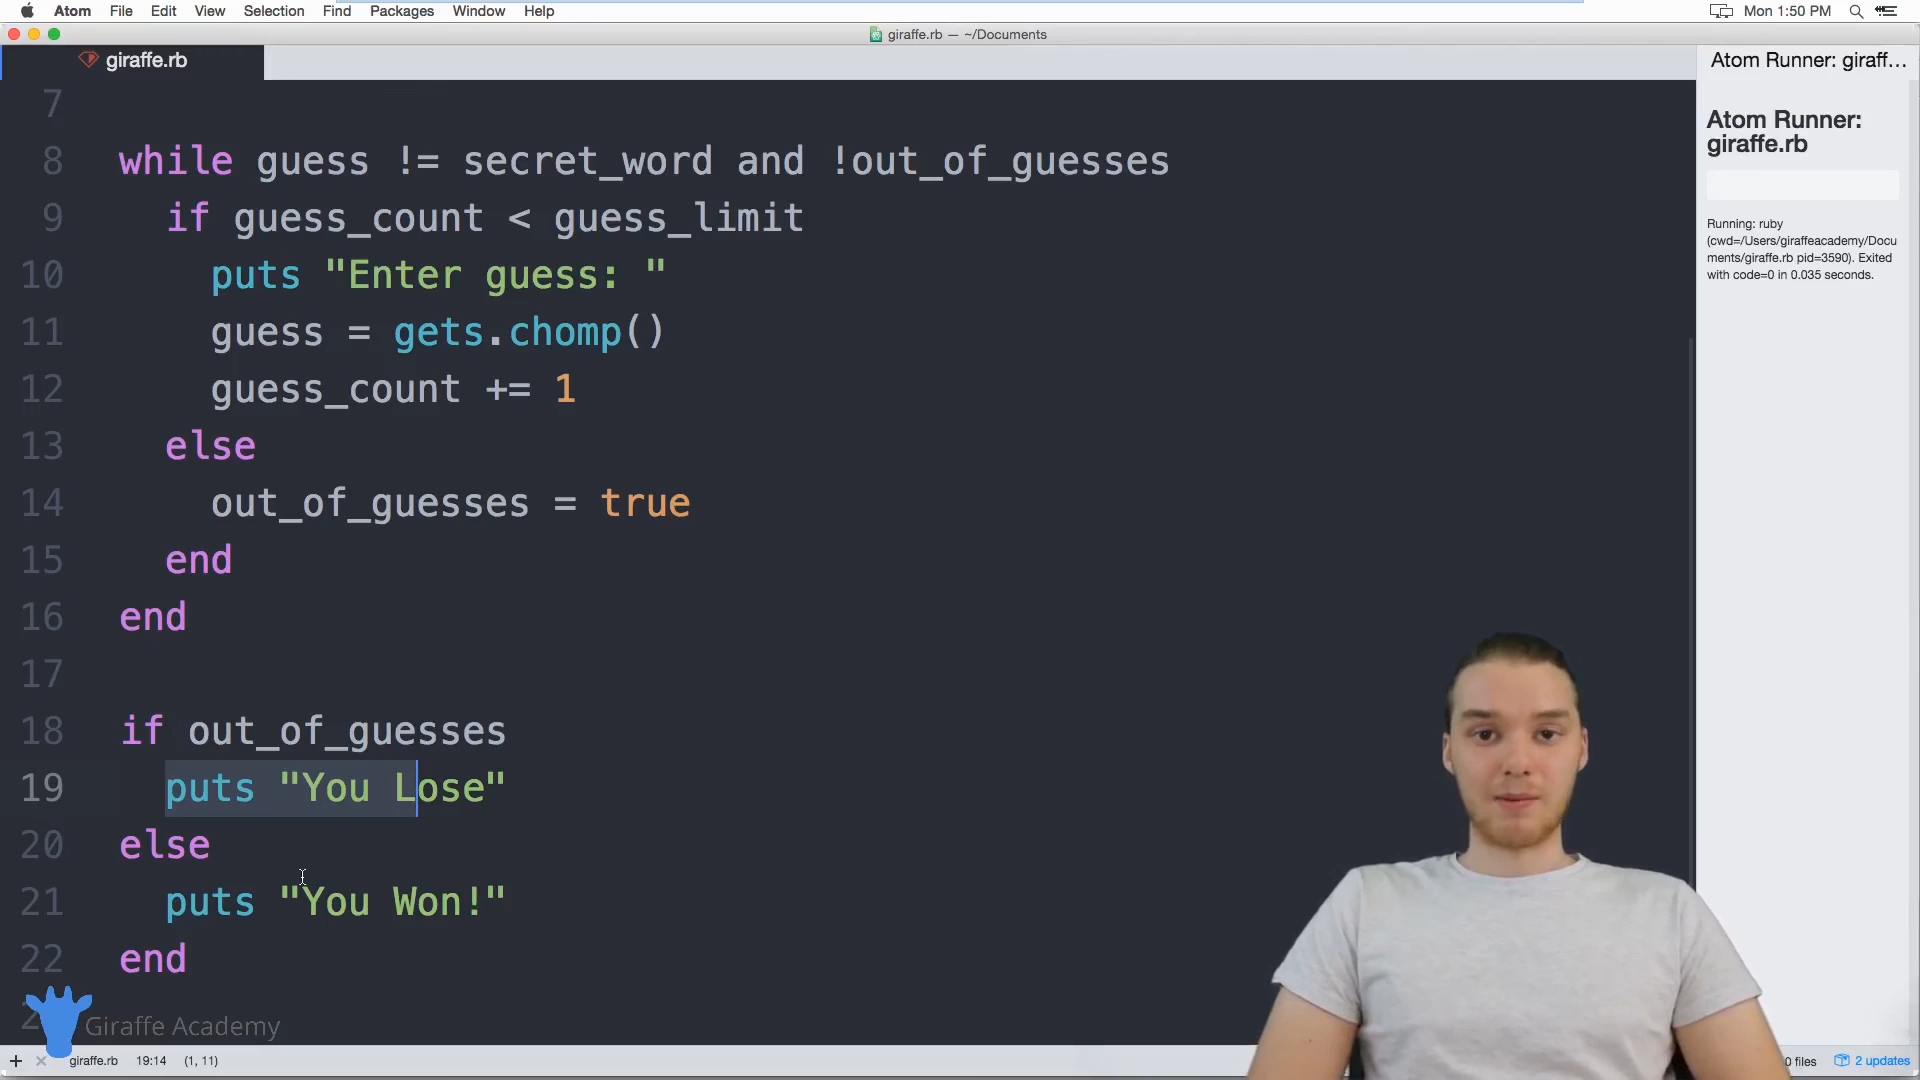 Atom File Edit View Selection Find Packages Window Help Mon 1:50 PM
giraffe.rb — ~/Documents
giraffe.rb
Atom Runner: giraff...
7
8 while guess != secret_word and !out_of_guesses
9 if guess_count < guess_limit
10 puts "Enter guess: "
11 guess = gets.chomp()
12 guess_count += 1
13 else
14 out_of_guesses = true
15 end
16 end
17
18 if out_of_guesses
19 puts "You Lose"
20 else
21 puts "You Won!"
22 end
Atom Runner:
giraffe.rb
Running: ruby
(cwd=/Users/giraffeacademy/Docu
ments/giraffe.rb pid=3590). Exited
with code=0 in 0.035 seconds.
Giraffe Academy
giraffe.rb 19:14 (1, 11)
0 files 2 updates